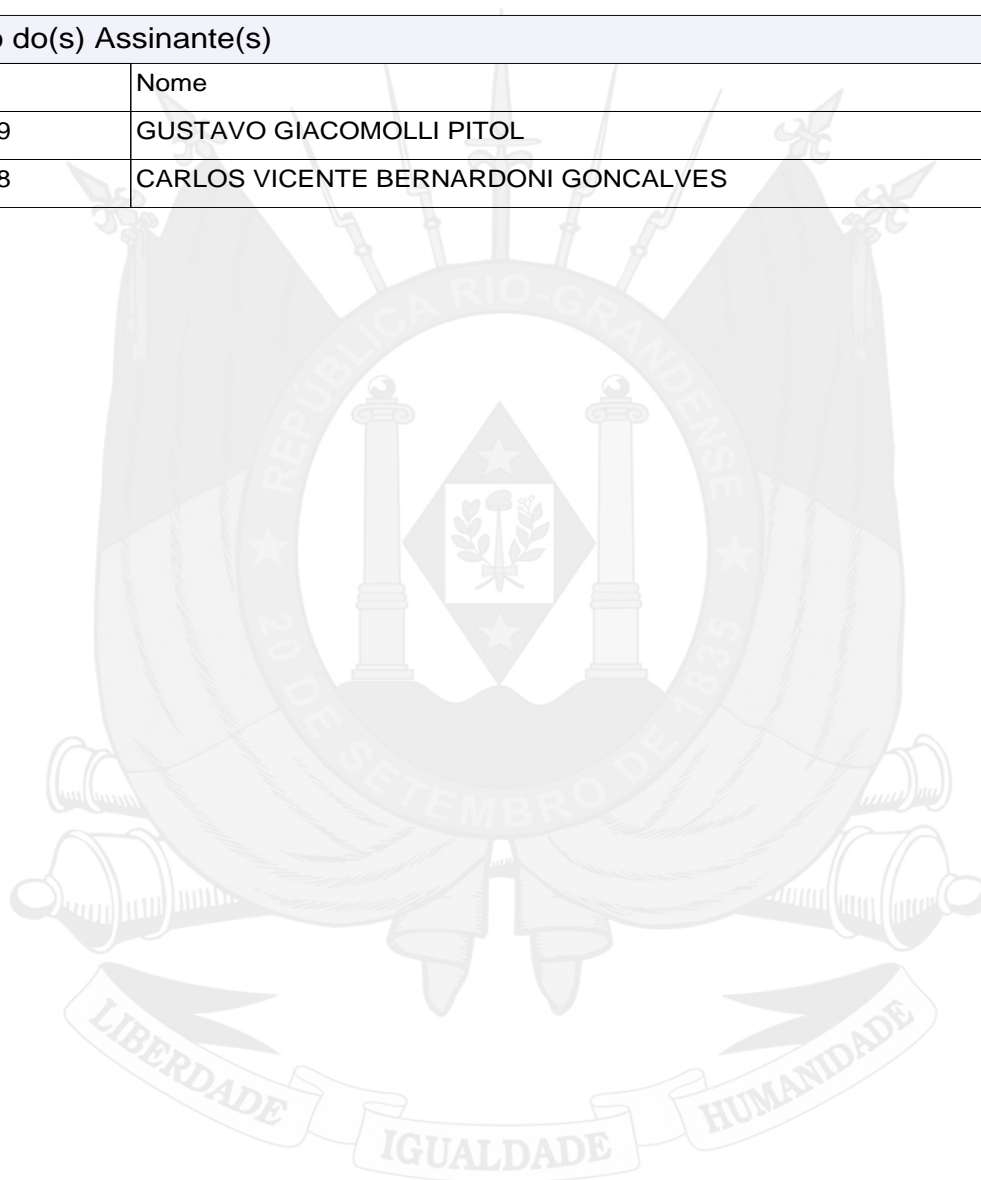 o do(s) Assinante(s)
Nome
9 GUSTAVO GIACOMOLLI PITOL
8 CARLOS VICENTE BERNARDONI GONCALVES
REPÚBLICA RIO-GRANDENSE
★ 20 DE SETEMBRO DE 1835 ★
LIBERDADE IGUALDADE HUMANIDADE